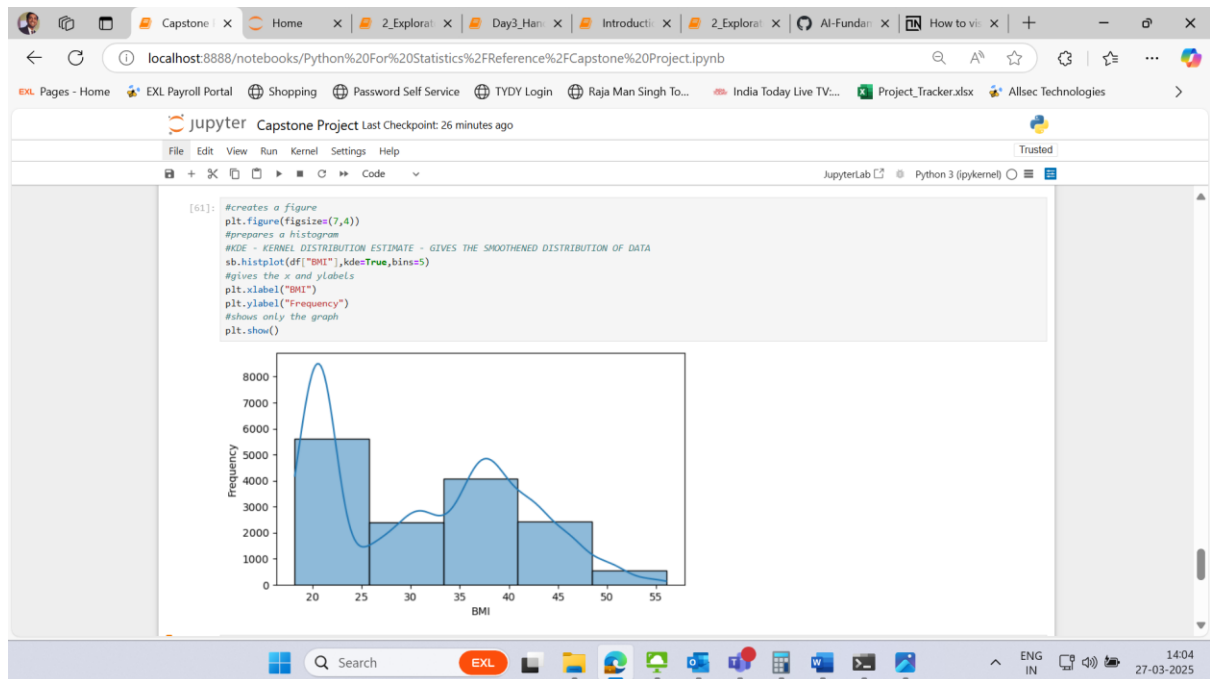 Capstone
Home
2_Explorat
Day3_Han
Introductic
2_Explorat
AI-Fundan
How to vis
localhost:8888/notebooks/Python%20For%20Statistics%2FReference%2FCapstone%20Project.ipynb
EXL Pages - Home
EXL Payroll Portal
Shopping
Password Self Service
TYDY Login
Raja Man Singh To...
India Today Live TV:...
Project_Tracker.xlsx
Allsec Technologies
jupyter Capstone Project Last Checkpoint: 26 minutes ago
File Edit View Run Kernel Settings Help
Trusted
Code
JupyterLab
Python 3 (ipykernel)
[61]: #creates a figure
plt.figure(figsize=(7,4))
#prepares a histogram
#KDE - KERNEL DISTRIBUTION ESTIMATE - GIVES THE SMOOTHENED DISTRIBUTION OF DATA
sb.histplot(df["BMI"],kde=True,bins=5)
#gives the x and ylabels
plt.xlabel("BMI")
plt.ylabel("Frequency")
#shows only the graph
plt.show()
8000
7000
6000
5000
4000
3000
2000
1000
0
Frequency
20 25 30 35 40 45 50 55
BMI
Search
EXL
ENG
IN
14:04
27-03-2025